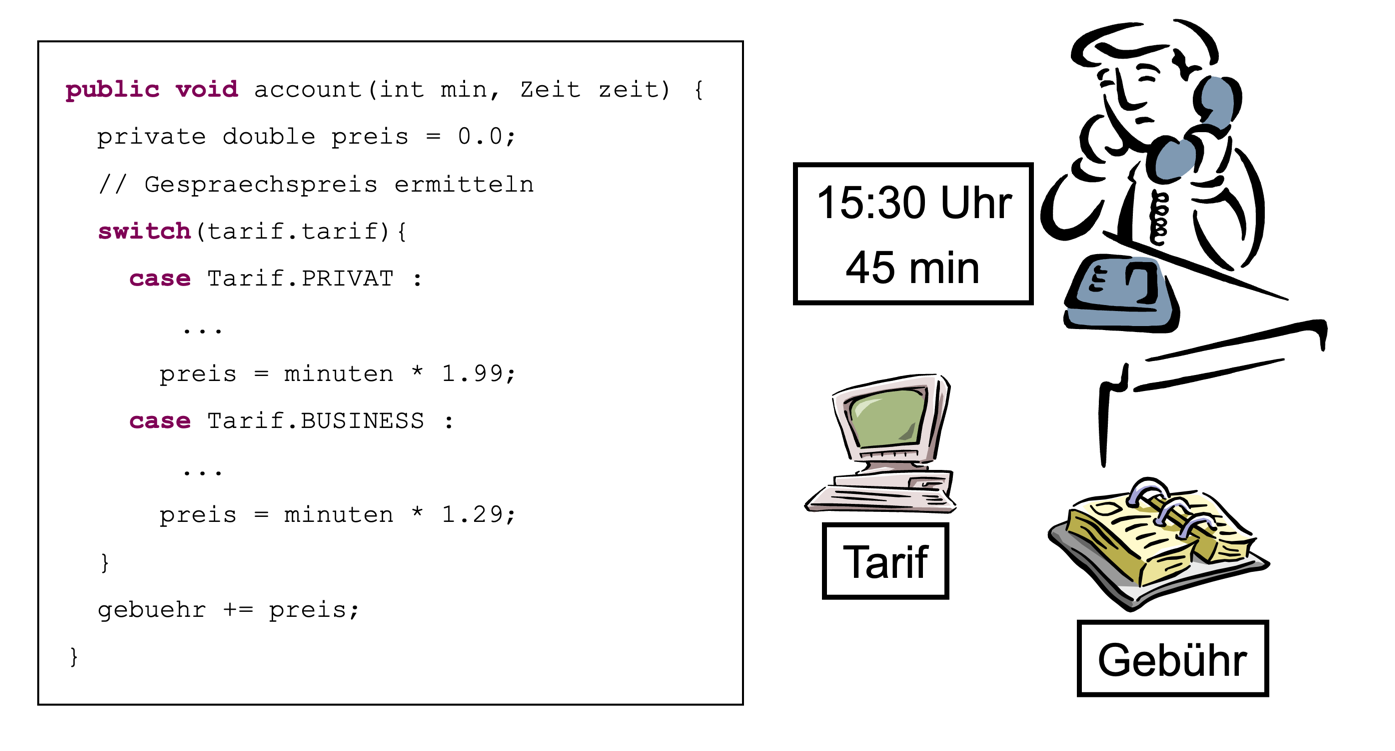 public void account(int min, Zeit zeit) {
private double preis = 0.0;
// Gespraechspreis ermitteln
switch(tarif.tarif){
case Tarif.PRIVAT :
...
preis = minuten * 1.99;
case Tarif.BUSINESS :
...
preis = minuten * 1.29;
}
gebuehr += preis;
}
15:30 Uhr
45 min
Tarif
Gebühr